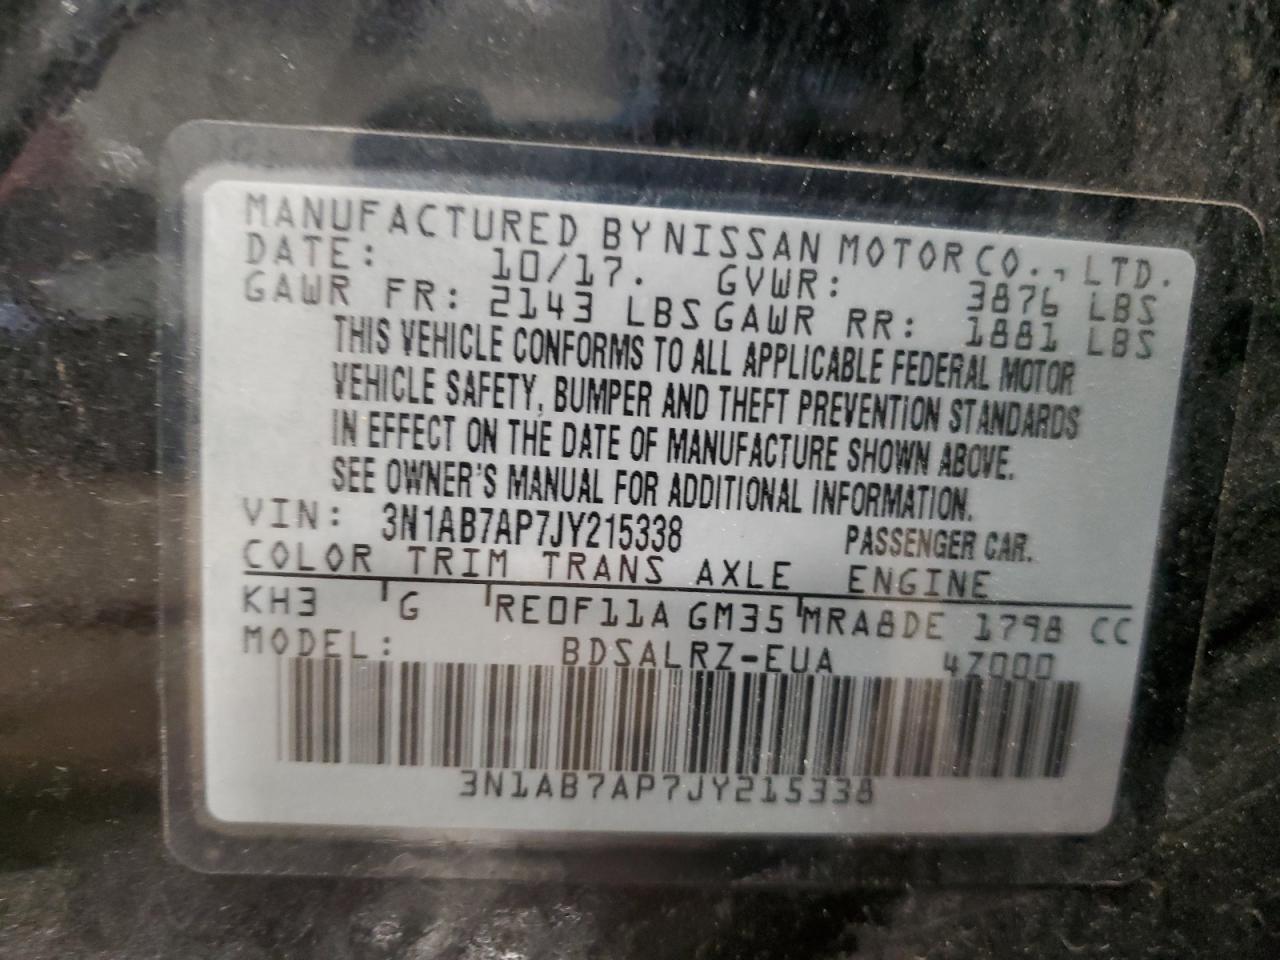 MANUFACTURED BY NISSAN MOTOR CO., LTD.
DATE: 10/17. GVWR: 3876 LBS
GAWR FR: 2143 LBS GAWR RR: 1881 LBS
THIS VEHICLE CONFORMS TO ALL APPLICABLE FEDERAL MOTOR
VEHICLE SAFETY, BUMPER AND THEFT PREVENTION STANDARDS
IN EFFECT ON THE DATE OF MANUFACTURE SHOWN ABOVE.
SEE OWNER'S MANUAL FOR ADDITIONAL INFORMATION.
VIN: 3N1AB7AP7JY215338 PASSENGER CAR.
COLOR TRIM TRANS AXLE ENGINE
KH3 G RE0F11A GM35 MRA8DE 1798 CC
MODEL: BDSALRZ-EUA 4Z000
3N1AB7AP7JY215338